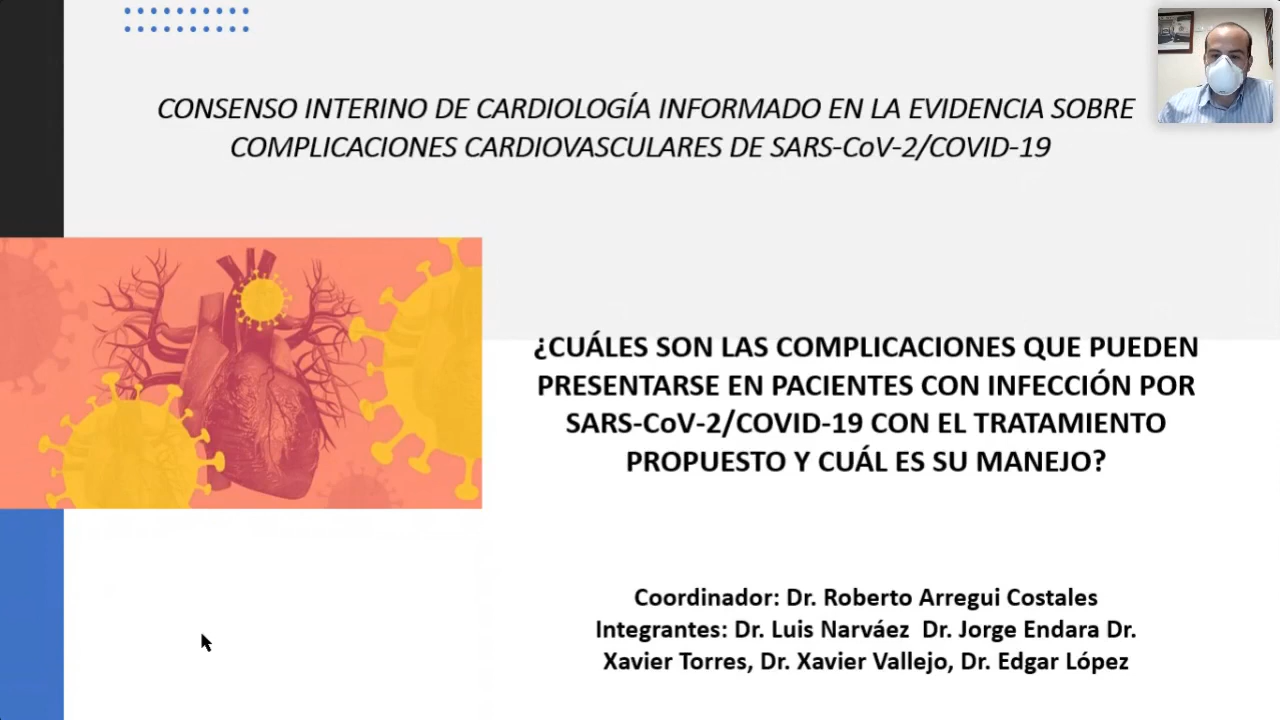 CONSENSO INTERINO DE CARDIOLOGÍA INFORMADO EN LA EVIDENCIA SOBRE
COMPLICACIONES CARDIOVASCULARES DE SARS-CoV-2/COVID-19
¿CUÁLES SON LAS COMPLICACIONES QUE PUEDEN
PRESENTARSE EN PACIENTES CON INFECCIÓN POR
SARS-CoV-2/COVID-19 CON EL TRATAMIENTO
PROPUESTO Y CUÁL ES SU MANEJO?
Coordinador: Dr. Roberto Arregui Costales
Integrantes: Dr. Luis Narváez  Dr. Jorge Endara Dr.
Xavier Torres, Dr. Xavier Vallejo, Dr. Edgar López